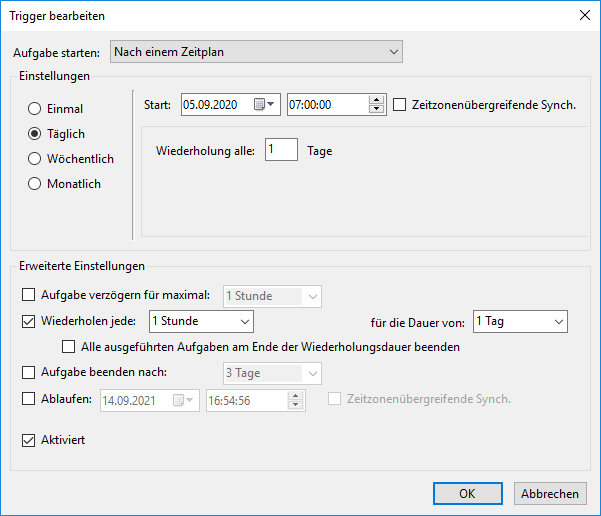 Trigger bearbeiten
Aufgabe starten: Nach einem Zeitplan
Einstellungen
Einmal
Täglich
Wöchentlich
Monatlich
Start: 05.09.2020 07:00:00 Zeitzonenübergreifende Synch.
Wiederholung alle: 1 Tage
Erweiterte Einstellungen
Aufgabe verzögern für maximal: 1 Stunde
Wiederholen jede: 1 Stunde für die Dauer von: 1 Tag
Alle ausgeführten Aufgaben am Ende der Wiederholungsdauer beenden
Aufgabe beenden nach: 3 Tage
Ablaufen: 14.09.2021 16:54:56 Zeitzonenübergreifende Synch.
Aktiviert
OK Abbrechen